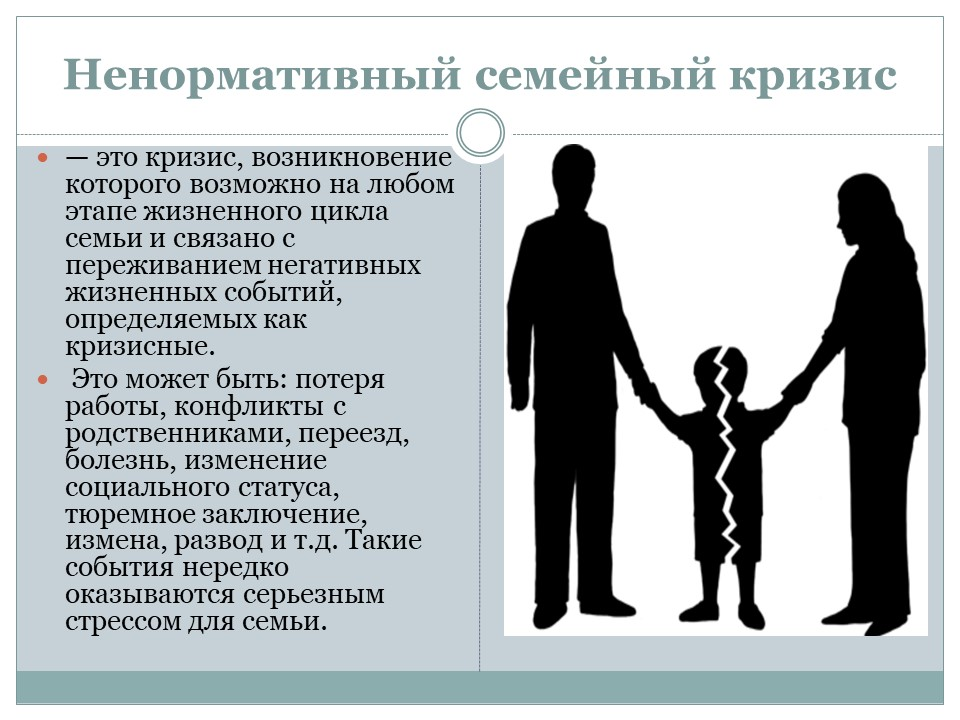 Ненормативный семейный кризис
— это кризис, возникновение
которого возможно на любом
этапе жизненного цикла
семьи и связано с
переживанием негативных
жизненных событий,
определяемых как
кризисные.
Это может быть: потеря
работы, конфликты с
родственниками, переезд,
болезнь, изменение
социального статуса,
тюремное заключение,
измена, развод и т.д. Такие
события нередко
оказываются серьезным
стрессом для семьи.